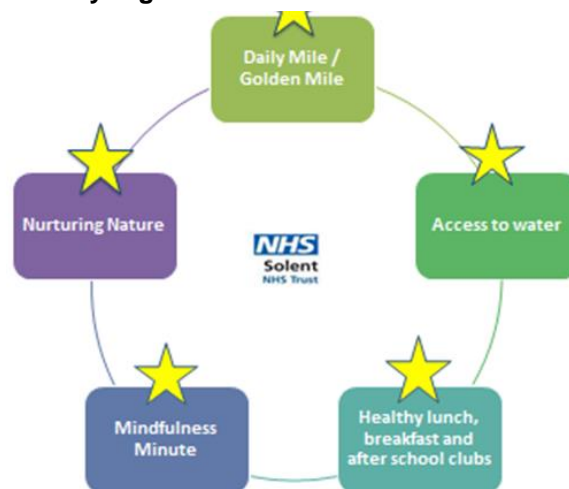 Daily Mile /
Golden Mile
Nurturing Nature
Access to water
NHS
Solent
NHS Trust
Mindfulness
Minute
Healthy lunch,
breakfast and
after school clubs